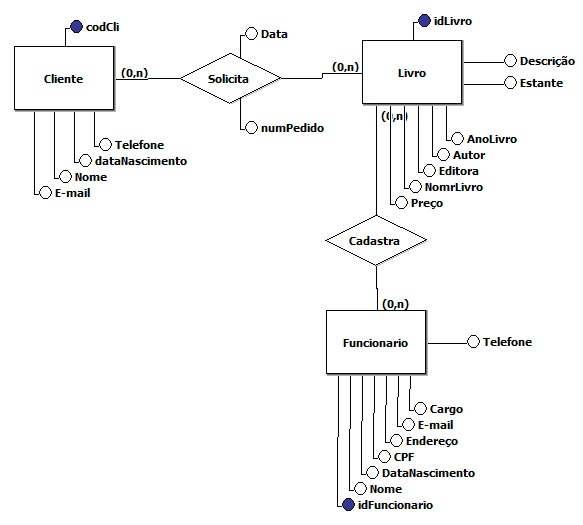 codCli
idLivro
Data
Cliente
(0,n)
Solicita
(0,n)
Livro
Descrição
Estante
numPedido
(0,n)
Telefone
dataNascimento
Nome
E-mail
AnoLivro
Autor
Editora
NomrLivro
Preço
Cadastra
(0,n)
Funcionario
Telefone
Cargo
E-mail
Endereço
CPF
DataNascimento
Nome
idFuncionario